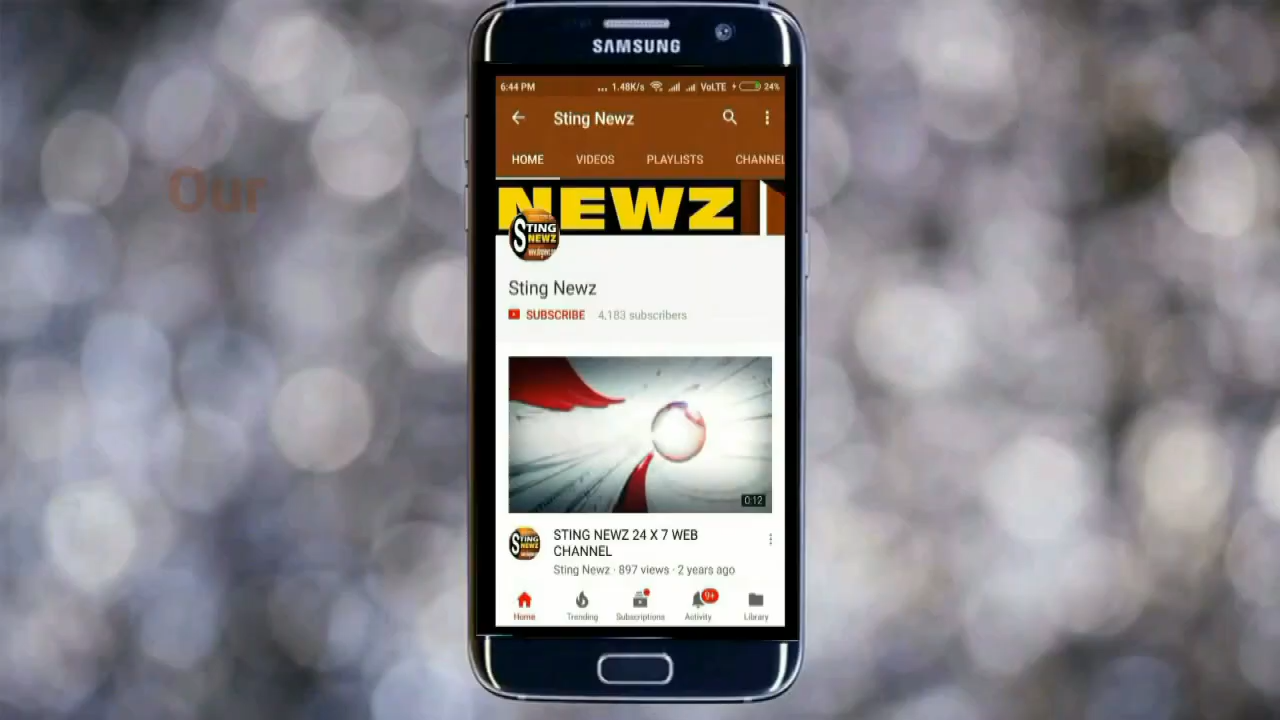 Our
SAMSUNG
6:44 PM ... 1.48K/s VoLTE 24%
Sting Newz
HOME VIDEOS PLAYLISTS CHANNEL
NEWZ
STING
NEWZ
Sting Newz
SUBSCRIBE 4,183 subscribers
0:12
STING
NEWZ
STING NEWZ 24 X 7 WEB
CHANNEL
Sting Newz · 897 views · 2 years ago
9+
Home Trending Subscriptions Activity Library